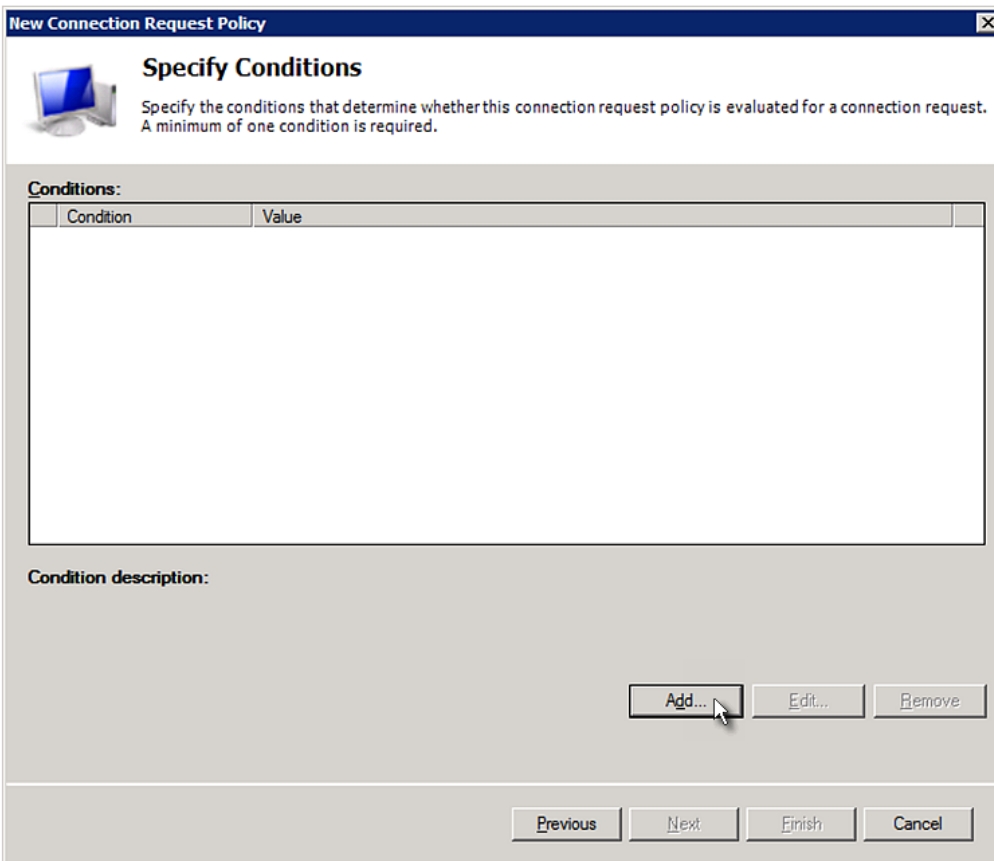 New Connection Request Policy
Specify Conditions
Specify the conditions that determine whether this connection request policy is evaluated for a connection request.
A minimum of one condition is required.
Conditions:
Condition Value
Condition description:
Add... Edit... Remove
Previous Next Finish Cancel